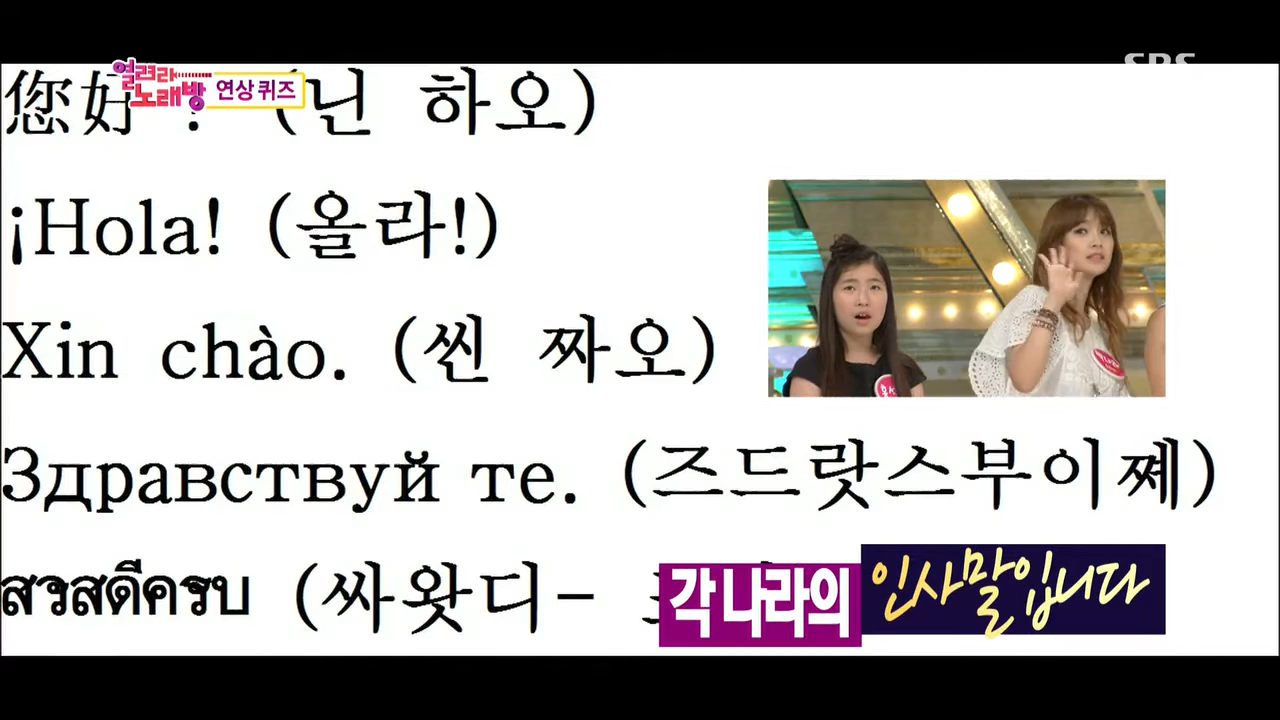 SBS
열려라
노래방 연상 퀴즈
您好 ! (닌 하오)
¡Hola! (올라!)
Xin chào. (씬 짜오)
Здравствуй те. (즈드랏스부이쩨)
สวสดีครบ (싸왓디-
각 나라의 인사말입니다